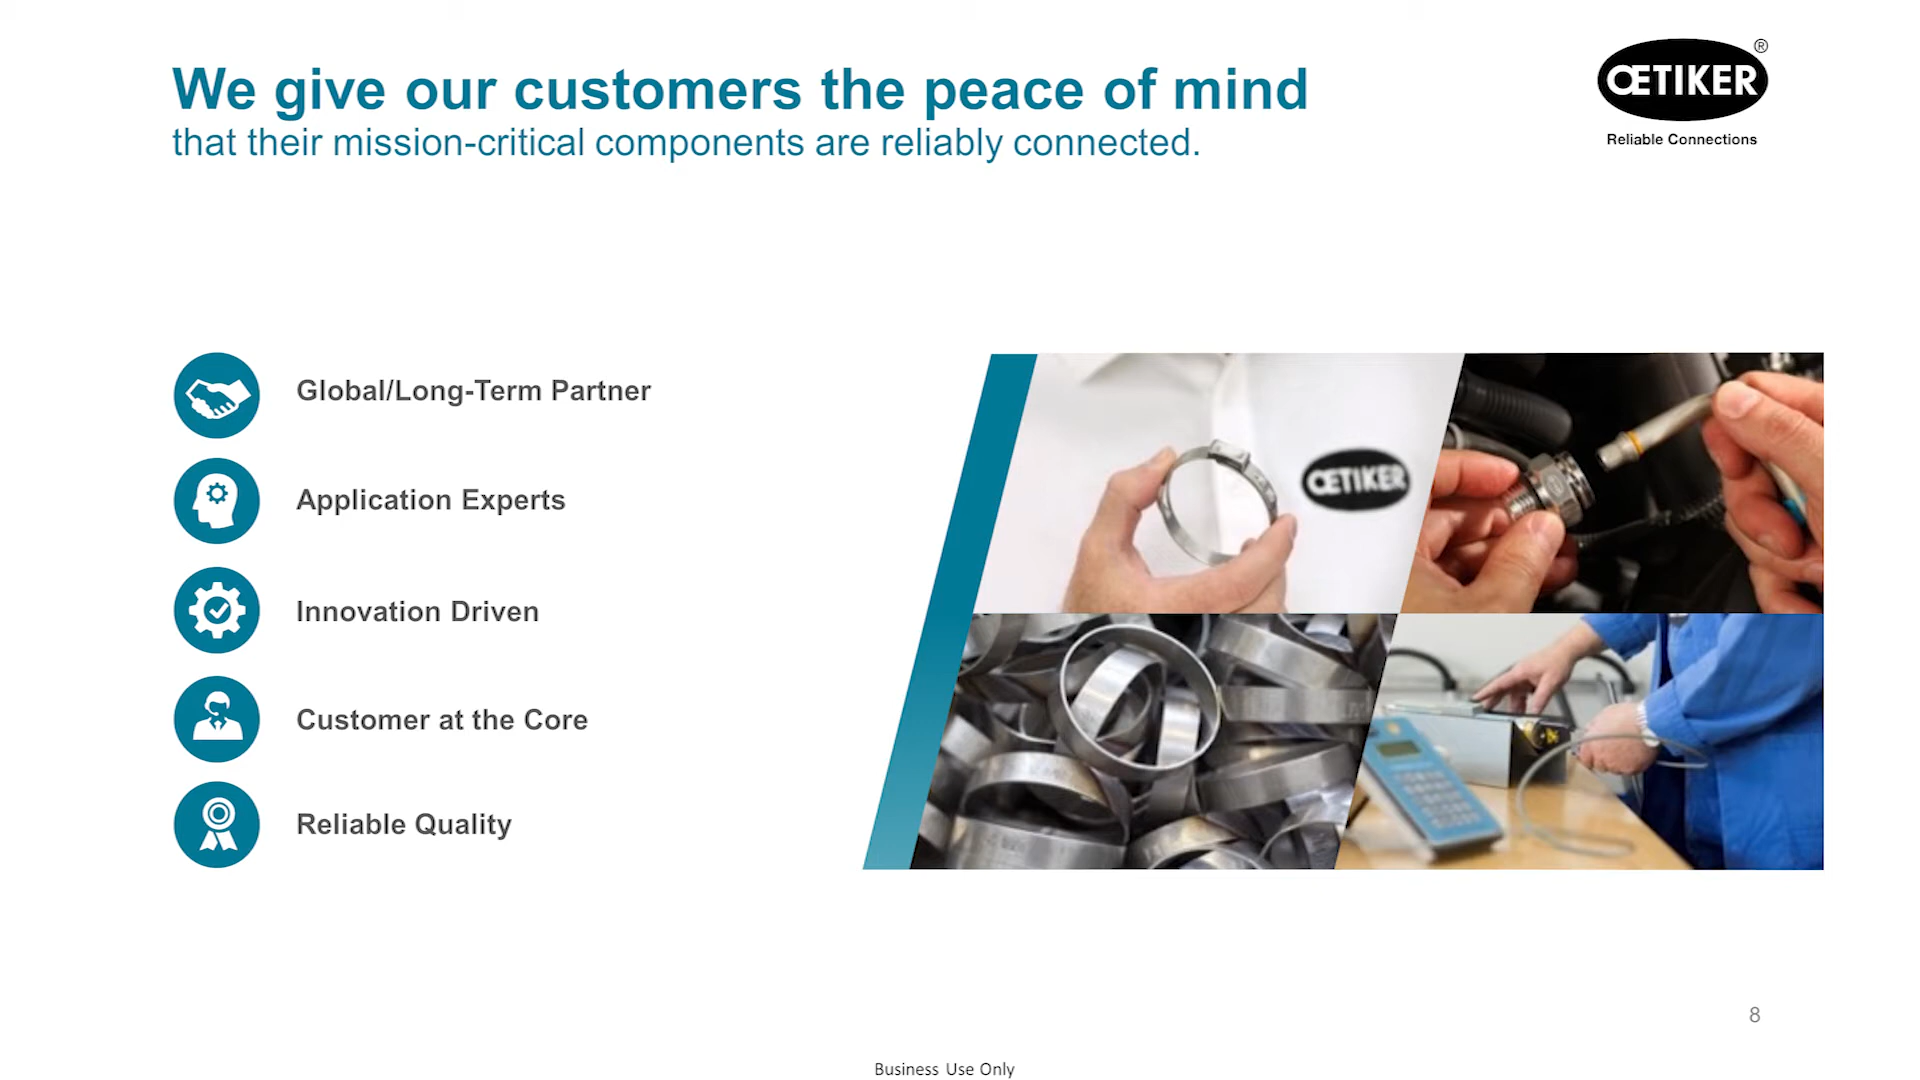 We give our customers the peace of mind
that their mission-critical components are reliably connected.
ŒTIKER®
Reliable Connections
Global/Long-Term Partner
Application Experts
Innovation Driven
Customer at the Core
Reliable Quality
ŒTIKER
8
Business Use Only